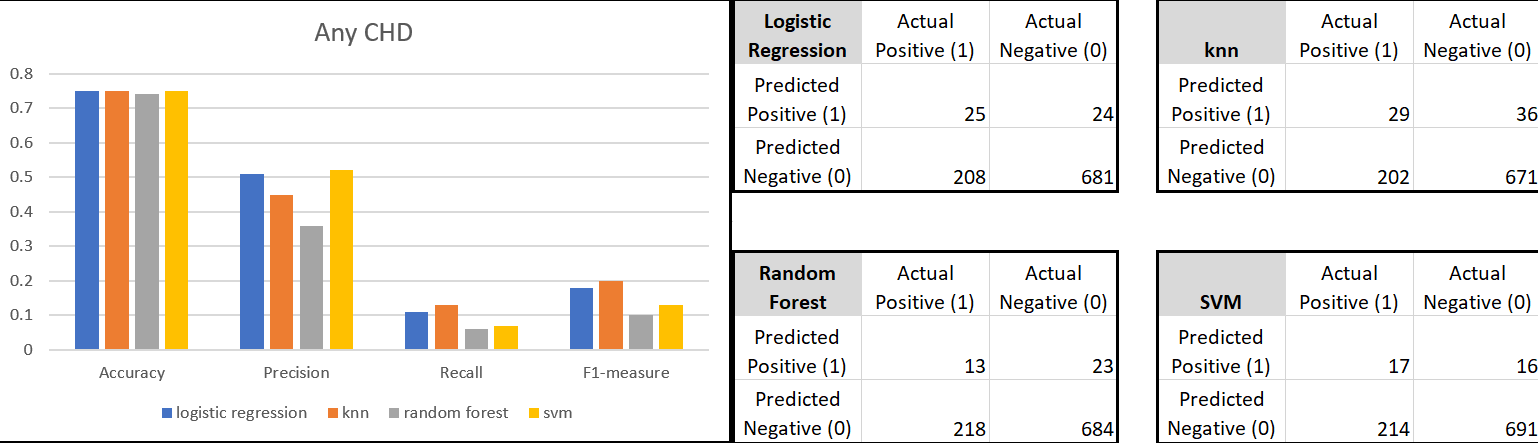 Any CHD
0.8
0.7
0.6
0.5
0.4
0.3
0.2
0.1
0
Accuracy Precision Recall F1-measure
logistic regression knn random forest svm
Logistic Regression Actual Positive (1) Actual Negative (0)
Predicted Positive (1) 25 24
Predicted Negative (0) 208 681
knn Actual Positive (1) Actual Negative (0)
Predicted Positive (1) 29 36
Predicted Negative (0) 202 671
Random Forest Actual Positive (1) Actual Negative (0)
Predicted Positive (1) 13 23
Predicted Negative (0) 218 684
SVM Actual Positive (1) Actual Negative (0)
Predicted Positive (1) 17 16
Predicted Negative (0) 214 691